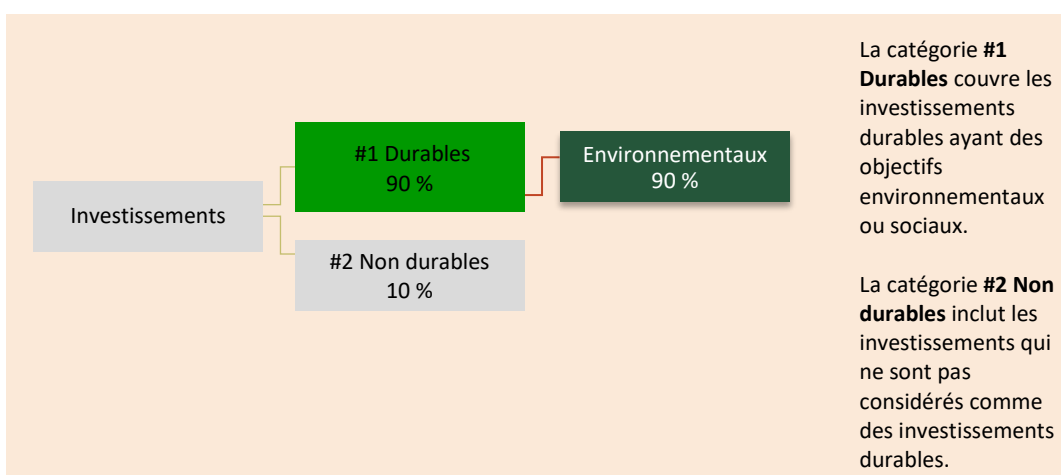 Investissements
#1 Durables
90 %
Environnementaux
90 %
#2 Non durables
10 %
La catégorie #1
Durables couvre les
investissements
durables ayant des
objectifs
environnementaux
ou sociaux.
La catégorie #2 Non
durables inclut les
investissements qui
ne sont pas
considérés comme
des investissements
durables.